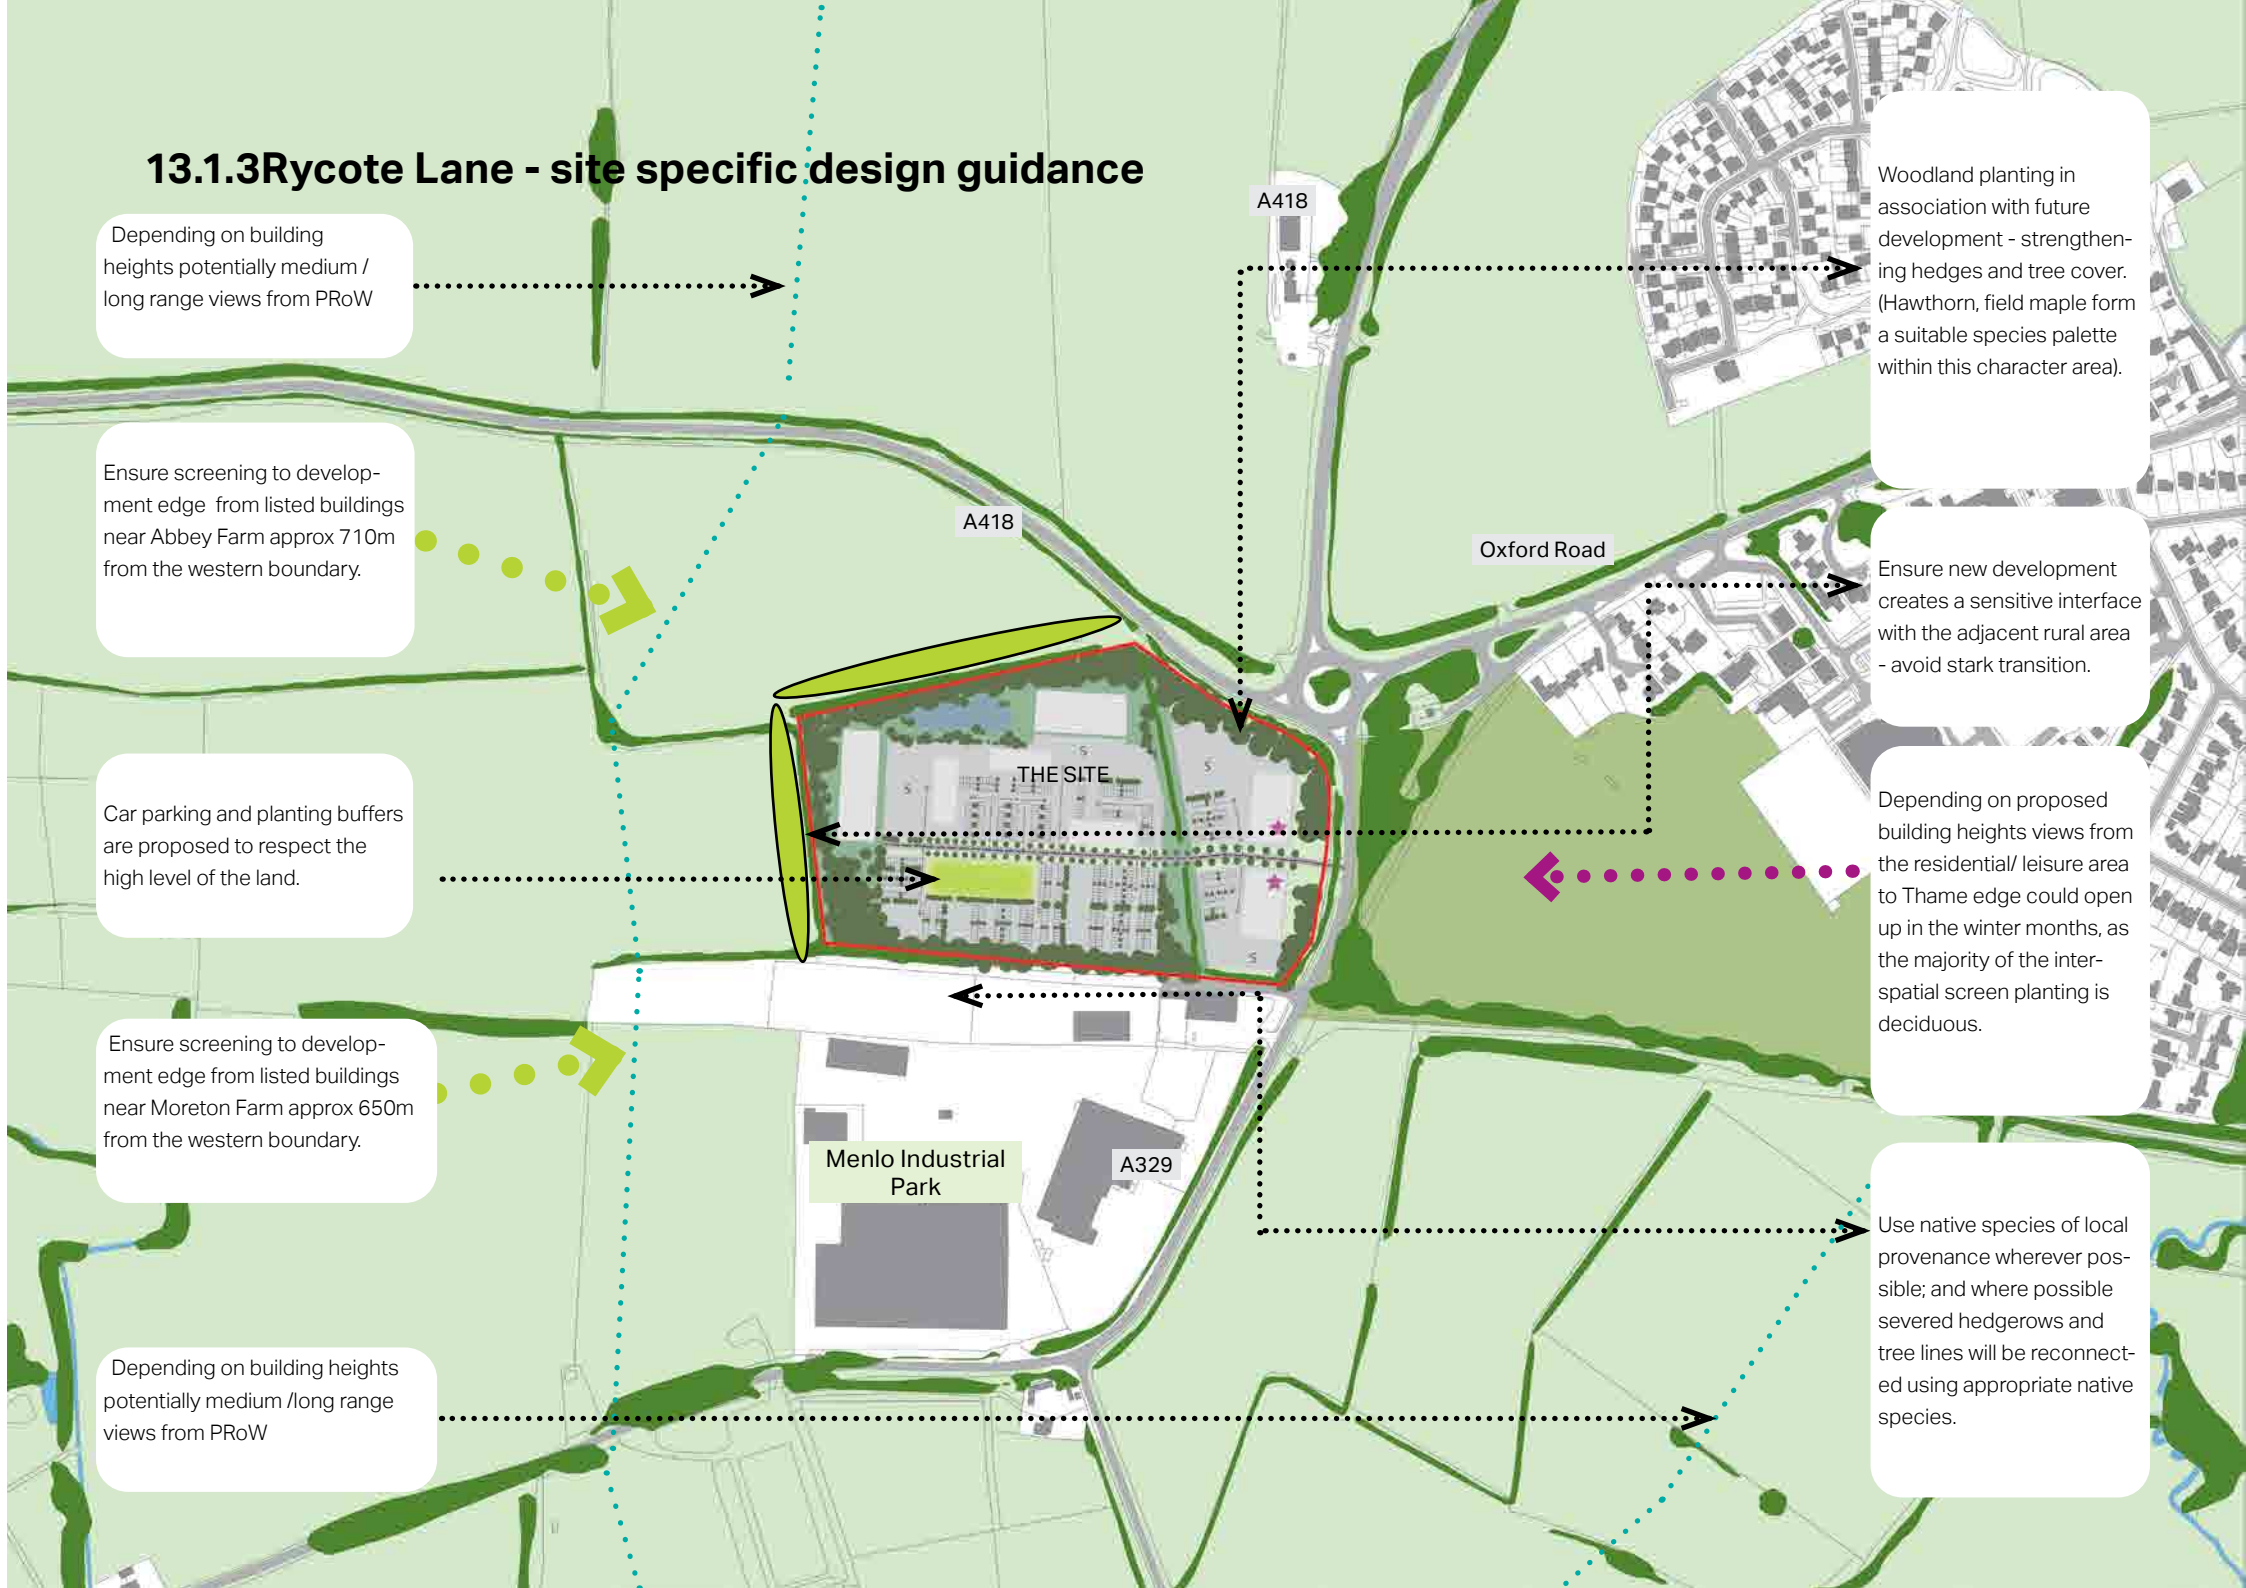 13.1.3Rycote Lane - site specific design guidance
Depending on building
heights potentially medium /
long range views from PRoW
Ensure screening to develop-
ment edge  from listed buildings
near Abbey Farm approx 710m
from the western boundary.
Car parking and planting buffers
are proposed to respect the
high level of the land.
Ensure screening to develop-
ment edge from listed buildings
near Moreton Farm approx 650m
from the western boundary.
Depending on building heights
potentially medium /long range
views from PRoW
A418
A418
Oxford Road
THE SITE
S
S
S
S
Menlo Industrial
Park
A329
Woodland planting in
association with future
development - strengthen-
ing hedges and tree cover.
(Hawthorn, field maple form
a suitable species palette
within this character area).
Ensure new development
creates a sensitive interface
with the adjacent rural area
- avoid stark transition.
Depending on proposed
building heights views from
the residential/ leisure area
to Thame edge could open
up in the winter months, as
the majority of the inter-
spatial screen planting is
deciduous.
Use native species of local
provenance wherever pos-
sible; and where possible
severed hedgerows and
tree lines will be reconnect-
ed using appropriate native
species.